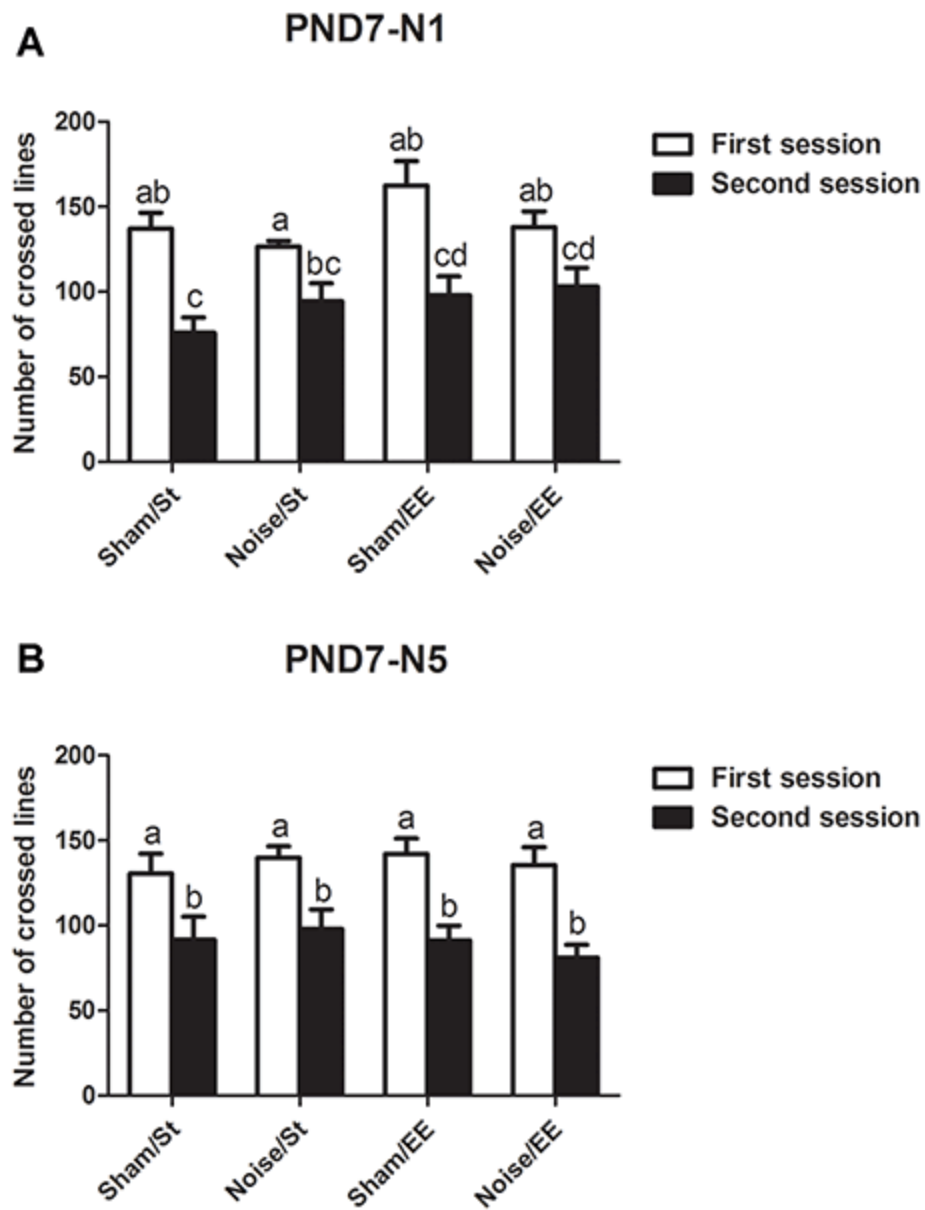 A
PND7-N1
Number of crossed lines
200
150
100
50
0
ab
c
a
bc
ab
cd
ab
cd
First session
Second session
Sham/St
Noise/St
Sham/EE
Noise/EE
B
PND7-N5
Number of crossed lines
200
150
100
50
0
a
b
a
b
a
b
a
b
First session
Second session
Sham/St
Noise/St
Sham/EE
Noise/EE